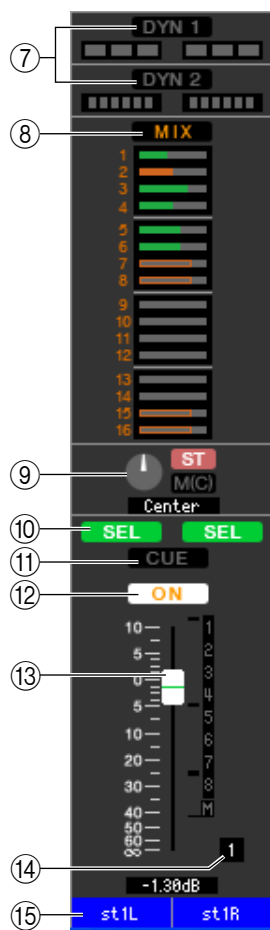 ⑦ DYN 1
DYN 2
⑧ MIX
1
2
3
4
5
6
7
8
9
10
11
12
13
14
15
16
⑨ ST
M(C)
Center
⑩ SEL SEL
⑪ CUE
⑫ ON
10 1
5 2
⑬ 0 3
4
5 5
10 6
20 7
30 8
40 M
50
60
∞
⑭ 1
-1.30dB
⑮ st1L st1R